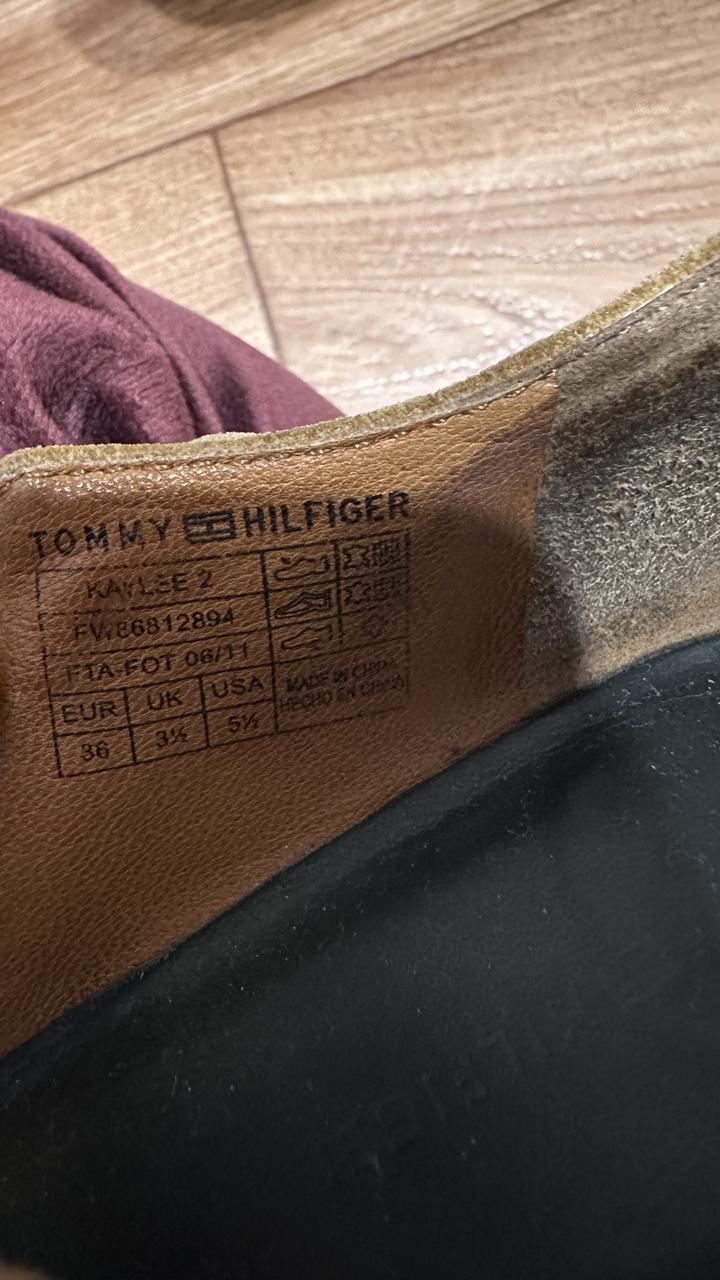 TOMMY HILFIGER
KAYLEE 2
FW86812894
FTA-FOT 06/11
EUR UK USA
36 3½ 5½
MADE IN CHINA
HECHO EN CHINA